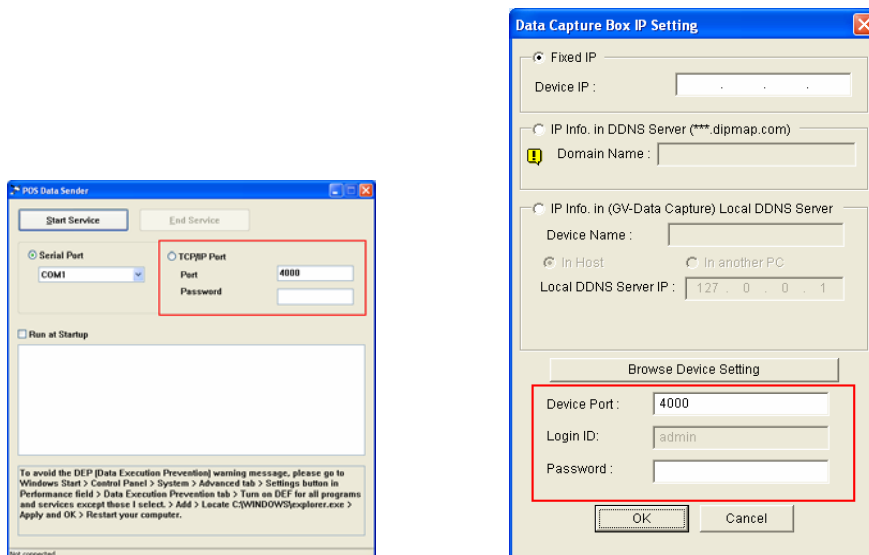 POS Data Sender
Start Service
End Service
Serial Port
COM1
TCP/IP Port
Port
4000
Password
Run at Startup
To avoid the DEP (Data Execution Prevention) warning message, please go to
Windows Start > Control Panel > System > Advanced tab > Settings button in
Performance field > Data Execution Prevention tab > Turn on DEF for all programs
and services except those I select. > Add > Locate C:\WINDOWS\explorer.exe >
Apply and OK > Restart your computer.
Not connected
Data Capture Box IP Setting
Fixed IP
Device IP :
. . .
IP Info. in DDNS Server (***.dipmap.com)
Domain Name :
IP Info. in (GV-Data Capture) Local DDNS Server
Device Name :
In Host
In another PC
Local DDNS Server IP :
127 . 0 . 0 . 1
Browse Device Setting
Device Port :
4000
Login ID:
admin
Password :
OK
Cancel